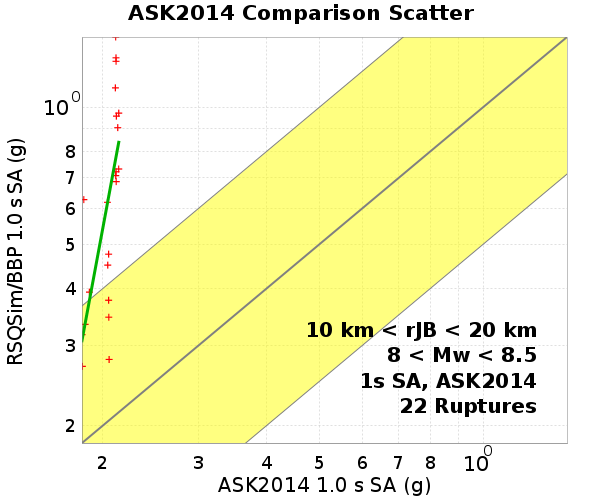 ASK2014 Comparison Scatter
RSQSim/BBP 1.0 s SA (g)
10⁰
8
7
6
5
4
3
2
10 km < rJB < 20 km
8 < Mw < 8.5
1s SA, ASK2014
22 Ruptures
2 3 4 5 6 7 8 10⁰
ASK2014 1.0 s SA (g)